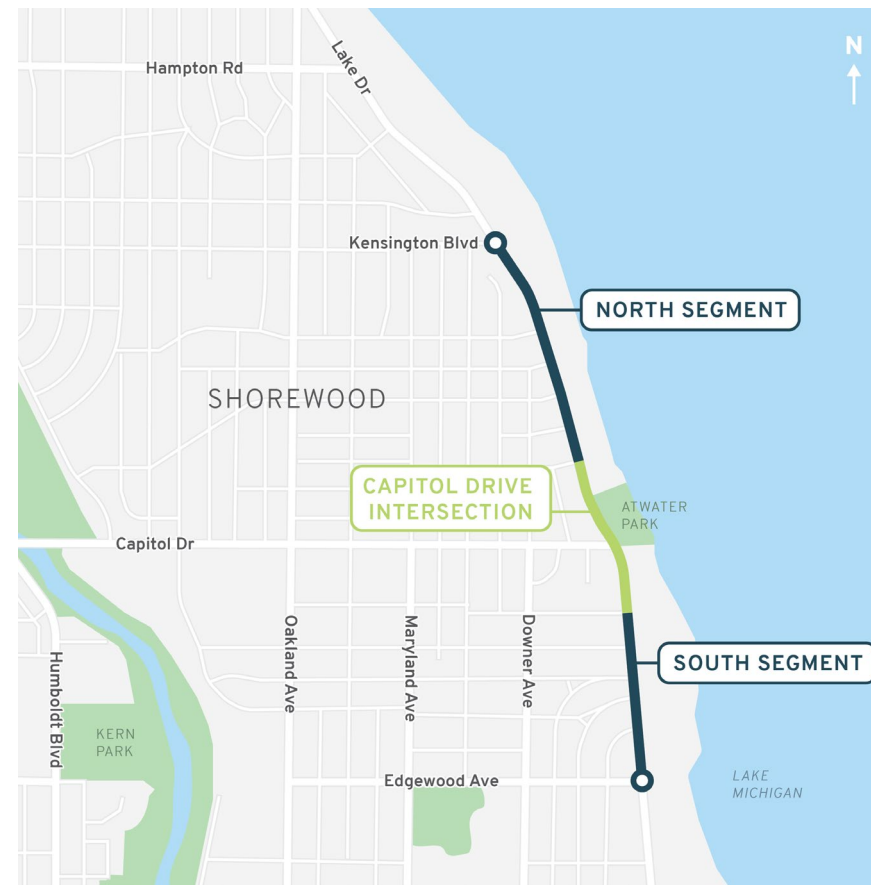 N
Hampton Rd
Lake Dr
Kensington Blvd
NORTH SEGMENT
SHOREWOOD
CAPITOL DRIVE
INTERSECTION
ATWATER
PARK
Capitol Dr
Oakland Ave
Maryland Ave
Downer Ave
Humboldt Blvd
SOUTH SEGMENT
KERN
PARK
Edgewood Ave
LAKE
MICHIGAN